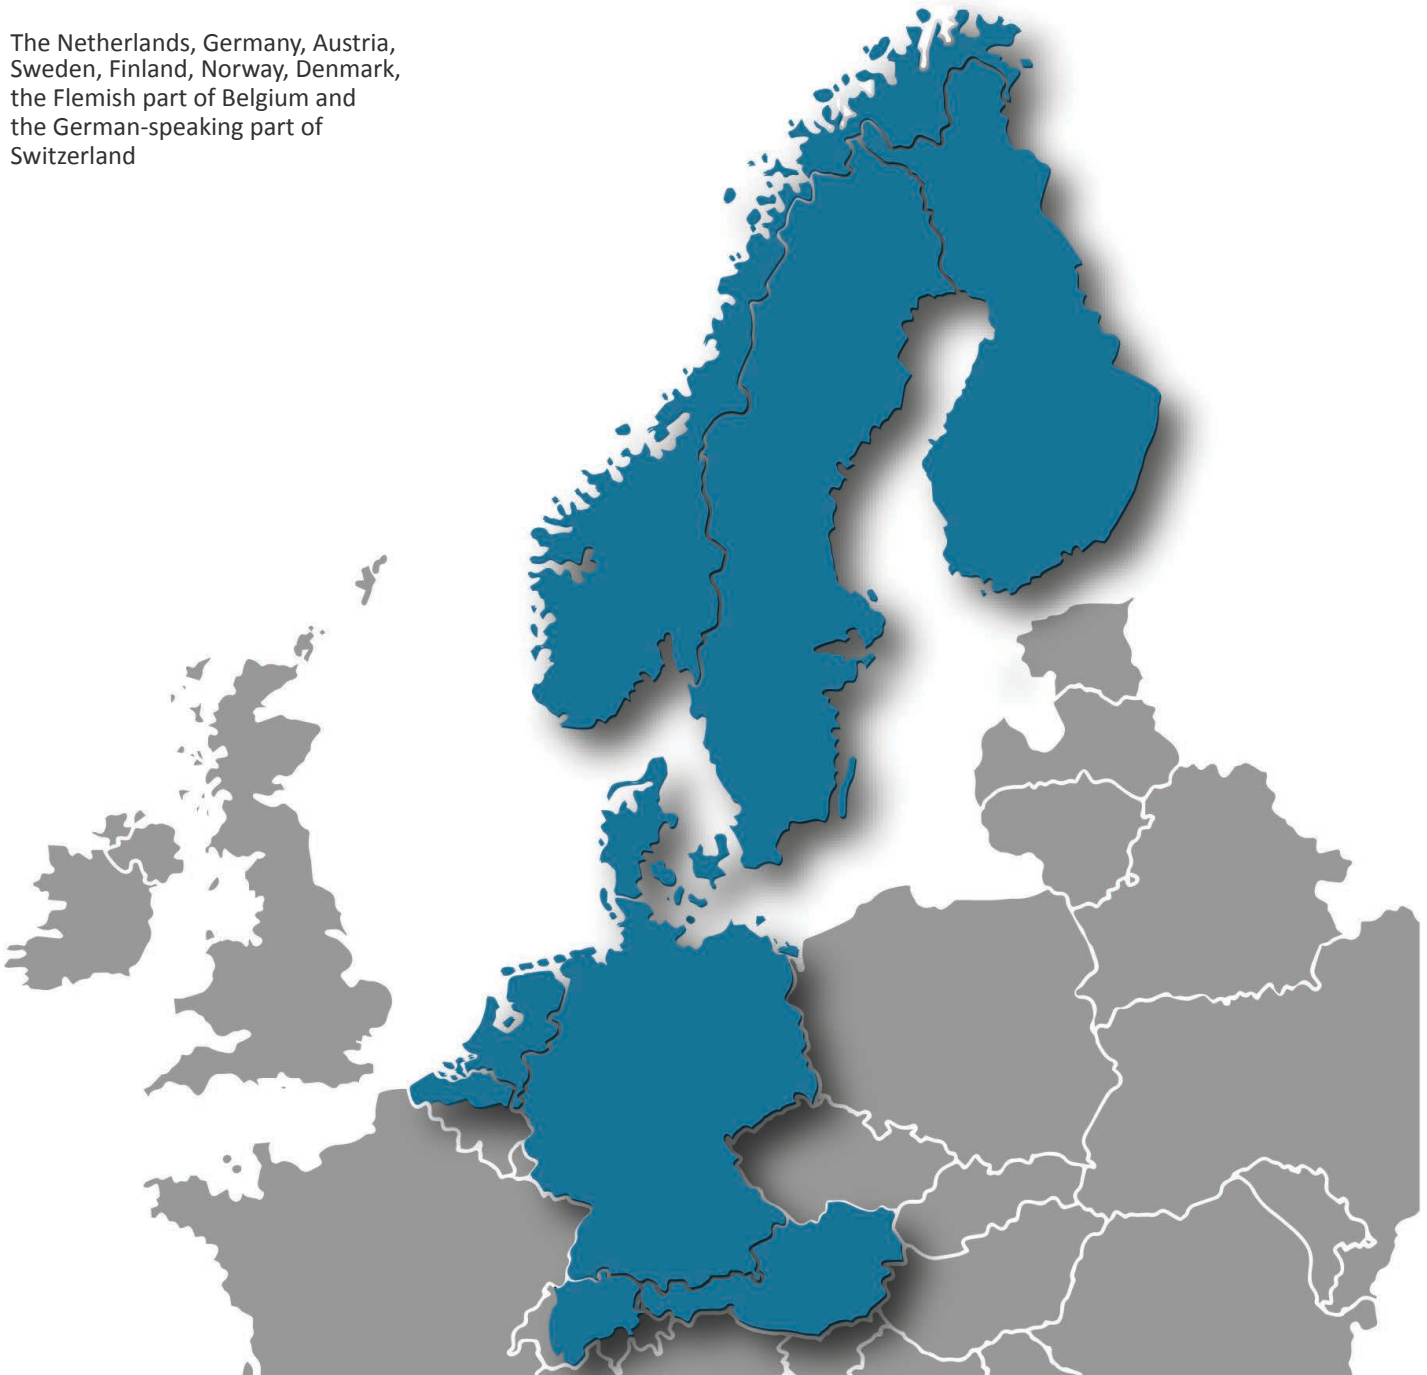 The Netherlands, Germany, Austria,
Sweden, Finland, Norway, Denmark,
the Flemish part of Belgium and
the German-speaking part of
Switzerland